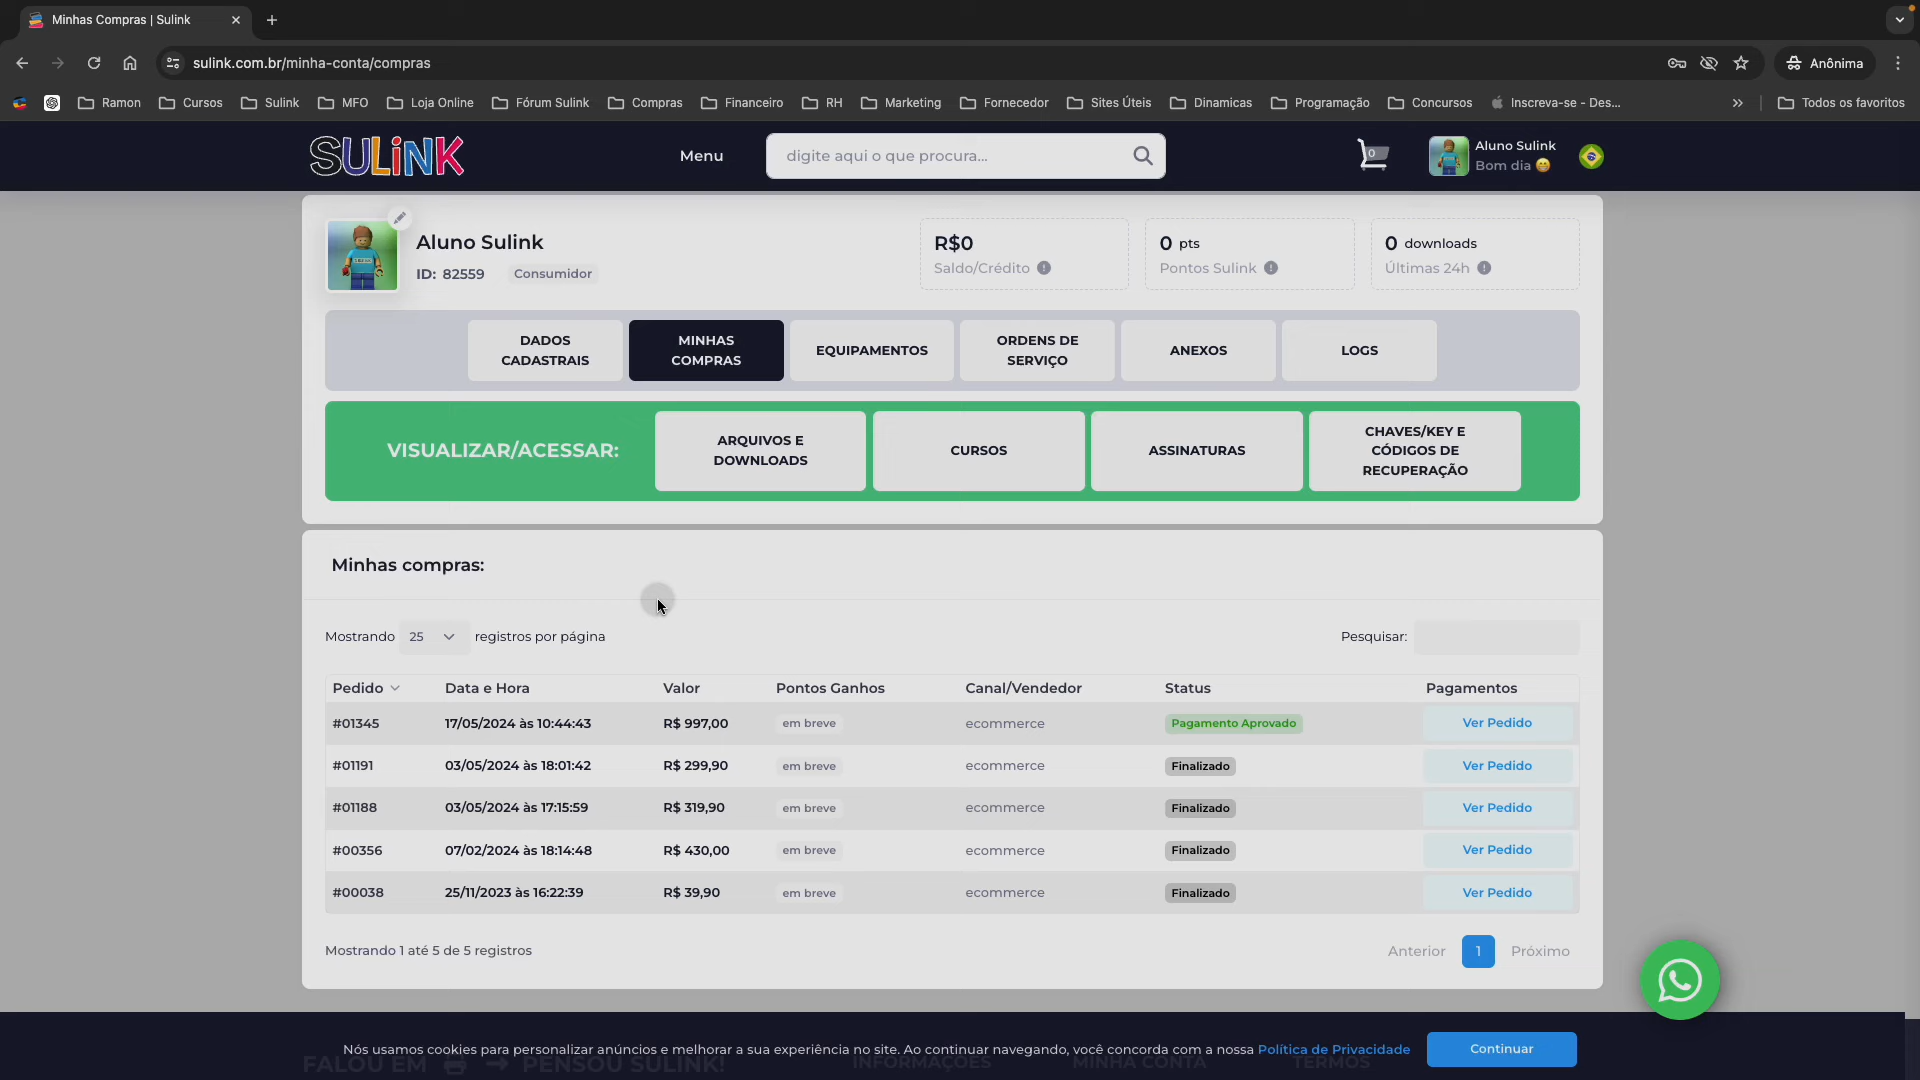 Minhas Compras | Sulink
sulink.com.br/minha-conta/compras
Anônima
Ramon
Cursos
Sulink
MFO
Loja Online
Fórum Sulink
Compras
Financeiro
RH
Marketing
Fornecedor
Sites Úteis
Dinamicas
Programação
Concursos
Inscreva-se - Des...
Todos os favoritos
SULiNK
Menu
digite aqui o que procura...
0
Aluno Sulink
Bom dia
Aluno Sulink
ID: 82559 Consumidor
R$0
Saldo/Crédito
0 pts
Pontos Sulink
0 downloads
Últimas 24h
DADOS
CADASTRAIS
MINHAS
COMPRAS
EQUIPAMENTOS
ORDENS DE
SERVIÇO
ANEXOS
LOGS
VISUALIZAR/ACESSAR:
ARQUIVOS E
DOWNLOADS
CURSOS
ASSINATURAS
CHAVES/KEY E
CÓDIGOS DE
RECUPERAÇÃO
Minhas compras:
Mostrando 25 registros por página
Pesquisar:
Pedido Data e Hora Valor Pontos Ganhos Canal/Vendedor Status Pagamentos
#01345 17/05/2024 às 10:44:43 R$ 997,00 em breve ecommerce Pagamento Aprovado Ver Pedido
#01191 03/05/2024 às 18:01:42 R$ 299,90 em breve ecommerce Finalizado Ver Pedido
#01188 03/05/2024 às 17:15:59 R$ 319,90 em breve ecommerce Finalizado Ver Pedido
#00356 07/02/2024 às 18:14:48 R$ 430,00 em breve ecommerce Finalizado Ver Pedido
#00038 25/11/2023 às 16:22:39 R$ 39,90 em breve ecommerce Finalizado Ver Pedido
Mostrando 1 até 5 de 5 registros
Anterior 1 Próximo
Nós usamos cookies para personalizar anúncios e melhorar a sua experiência no site. Ao continuar navegando, você concorda com a nossa Política de Privacidade
Continuar
FALOU EM PENSOU SULINK!
INFORMAÇÕES
MINHA CONTA
TERMOS